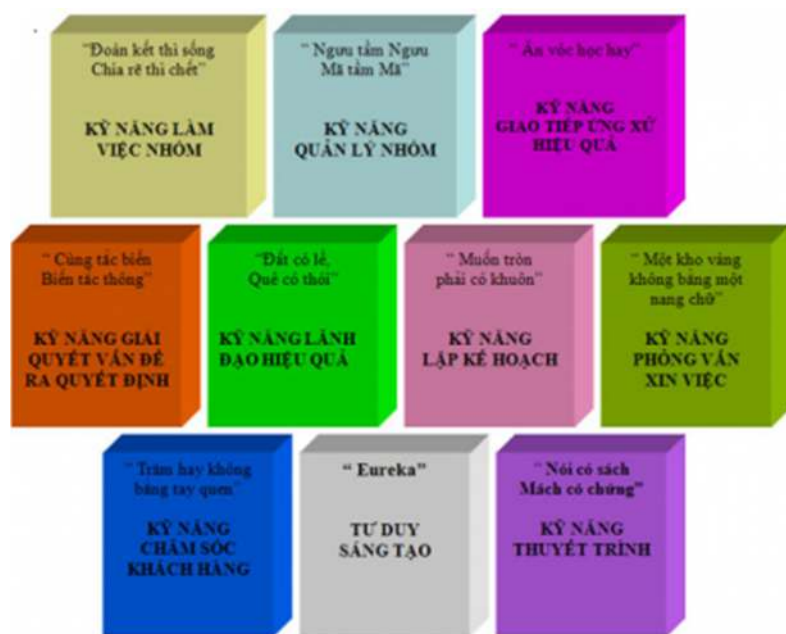 “Đoàn kết thì sống
Chia rẽ thì chết”
KỸ NĂNG LÀM
VIỆC NHÓM
“ Ngưu tầm Ngưu
Mã tầm Mã”
KỸ NĂNG
QUẢN LÝ NHÓM
“ Ăn vóc học hay”
KỸ NĂNG
GIAO TIẾP ỨNG XỬ
HIỆU QUẢ
“ Cùng tắc biến
Biến tắc thông”
KỸ NĂNG GIẢI
QUYẾT VẤN ĐỀ
RA QUYẾT ĐỊNH
“Đất có lề,
Quê có thói”
KỸ NĂNG LÃNH
ĐẠO HIỆU QUẢ
“ Muốn tròn
phải có khuôn”
KỸ NĂNG
LẬP KẾ HOẠCH
“ Một kho vàng
không bằng một
nang chữ”
KỸ NĂNG
PHỎNG VẤN
XIN VIỆC
“ Trăm hay không
bằng tay quen”
KỸ NĂNG
CHĂM SÓC
KHÁCH HÀNG
“ Eureka”
TƯ DUY
SÁNG TẠO
“ Nói có sách
Mách có chứng”
KỸ NĂNG
THUYẾT TRÌNH